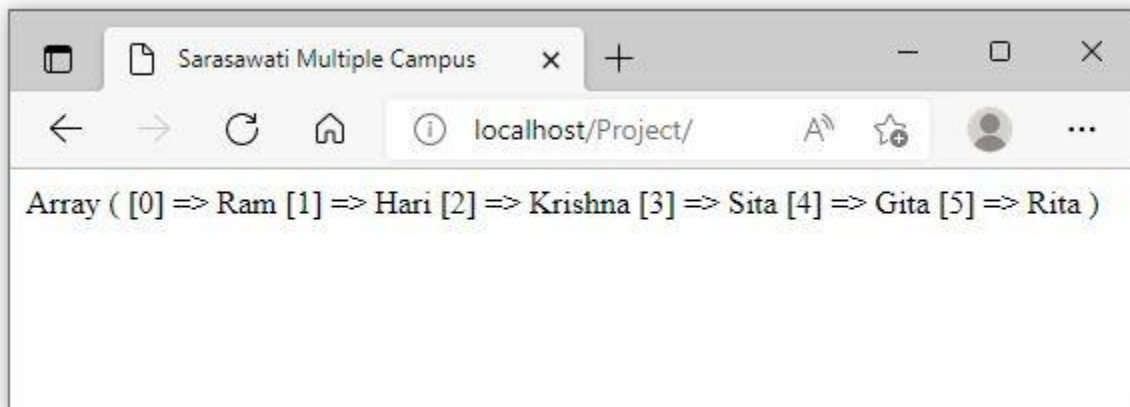 Sarasawati Multiple Campus
localhost/Project/
Array ( [0] => Ram [1] => Hari [2] => Krishna [3] => Sita [4] => Gita [5] => Rita )